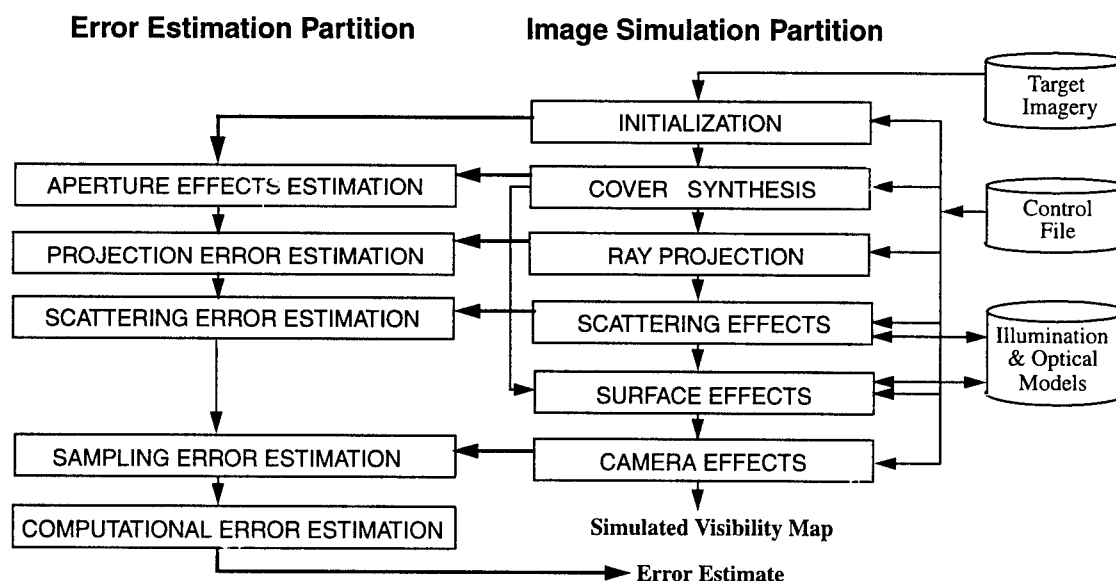 Error Estimation Partition
Image Simulation Partition
Target
Imagery
INITIALIZATION
APERTURE EFFECTS ESTIMATION
COVER SYNTHESIS
Control
File
PROJECTION ERROR ESTIMATION
RAY PROJECTION
SCATTERING ERROR ESTIMATION
SCATTERING EFFECTS
Illumination
& Optical
Models
SURFACE EFFECTS
SAMPLING ERROR ESTIMATION
CAMERA EFFECTS
COMPUTATIONAL ERROR ESTIMATION
Simulated Visibility Map
Error Estimate